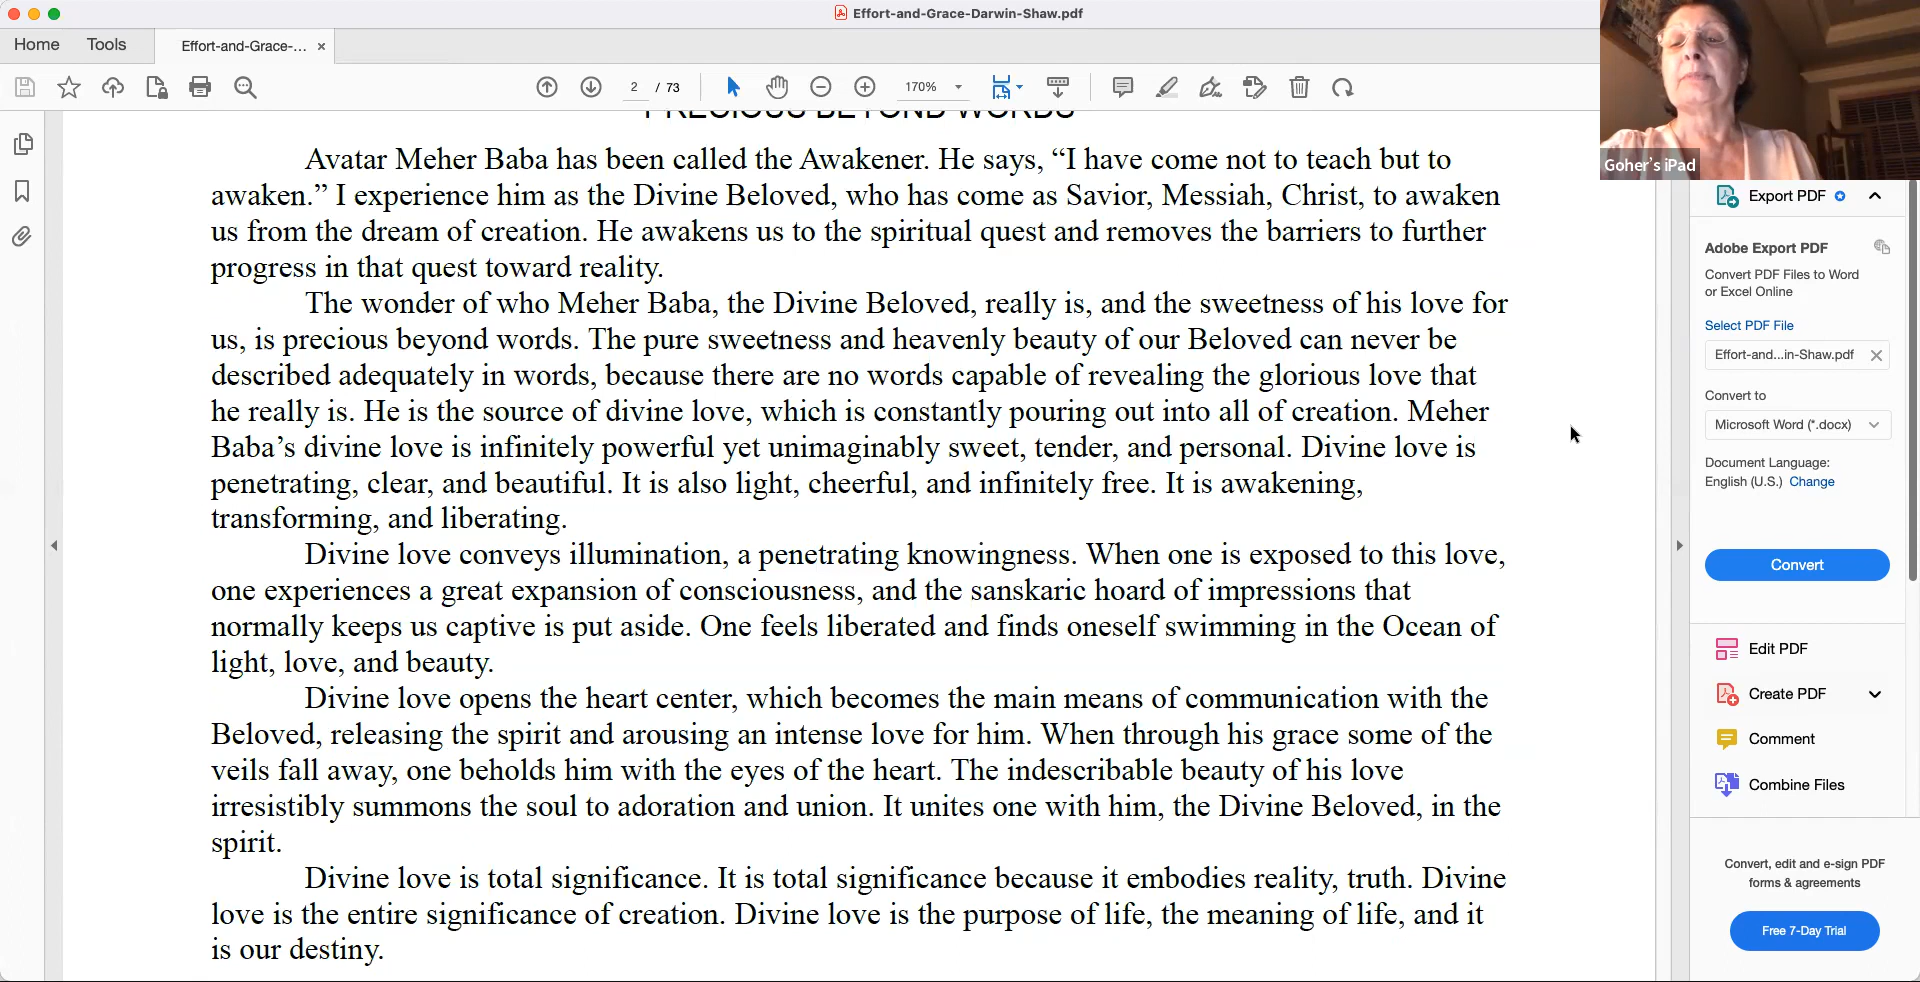 Effort-and-Grace-Darwin-Shaw.pdf
Home
Tools
Effort-and-Grace-... ×
2 / 73
170%
PRECIOUS BEYOND WORDS
Avatar Meher Baba has been called the Awakener. He says, “I have come not to teach but to
awaken.” I experience him as the Divine Beloved, who has come as Savior, Messiah, Christ, to awaken
us from the dream of creation. He awakens us to the spiritual quest and removes the barriers to further
progress in that quest toward reality.
The wonder of who Meher Baba, the Divine Beloved, really is, and the sweetness of his love for
us, is precious beyond words. The pure sweetness and heavenly beauty of our Beloved can never be
described adequately in words, because there are no words capable of revealing the glorious love that
he really is. He is the source of divine love, which is constantly pouring out into all of creation. Meher
Baba’s divine love is infinitely powerful yet unimaginably sweet, tender, and personal. Divine love is
penetrating, clear, and beautiful. It is also light, cheerful, and infinitely free. It is awakening,
transforming, and liberating.
Divine love conveys illumination, a penetrating knowingness. When one is exposed to this love,
one experiences a great expansion of consciousness, and the sanskaric hoard of impressions that
normally keeps us captive is put aside. One feels liberated and finds oneself swimming in the Ocean of
light, love, and beauty.
Divine love opens the heart center, which becomes the main means of communication with the
Beloved, releasing the spirit and arousing an intense love for him. When through his grace some of the
veils fall away, one beholds him with the eyes of the heart. The indescribable beauty of his love
irresistibly summons the soul to adoration and union. It unites one with him, the Divine Beloved, in the
spirit.
Divine love is total significance. It is total significance because it embodies reality, truth. Divine
love is the entire significance of creation. Divine love is the purpose of life, the meaning of life, and it
is our destiny.
Goher's iPad
Export PDF
Adobe Export PDF
Convert PDF Files to Word
or Excel Online
Select PDF File
Effort-and...in-Shaw.pdf
Convert to
Microsoft Word (*.docx)
Document Language:
English (U.S.) Change
Convert
Edit PDF
Create PDF
Comment
Combine Files
Convert, edit and e-sign PDF
forms & agreements
Free 7-Day Trial